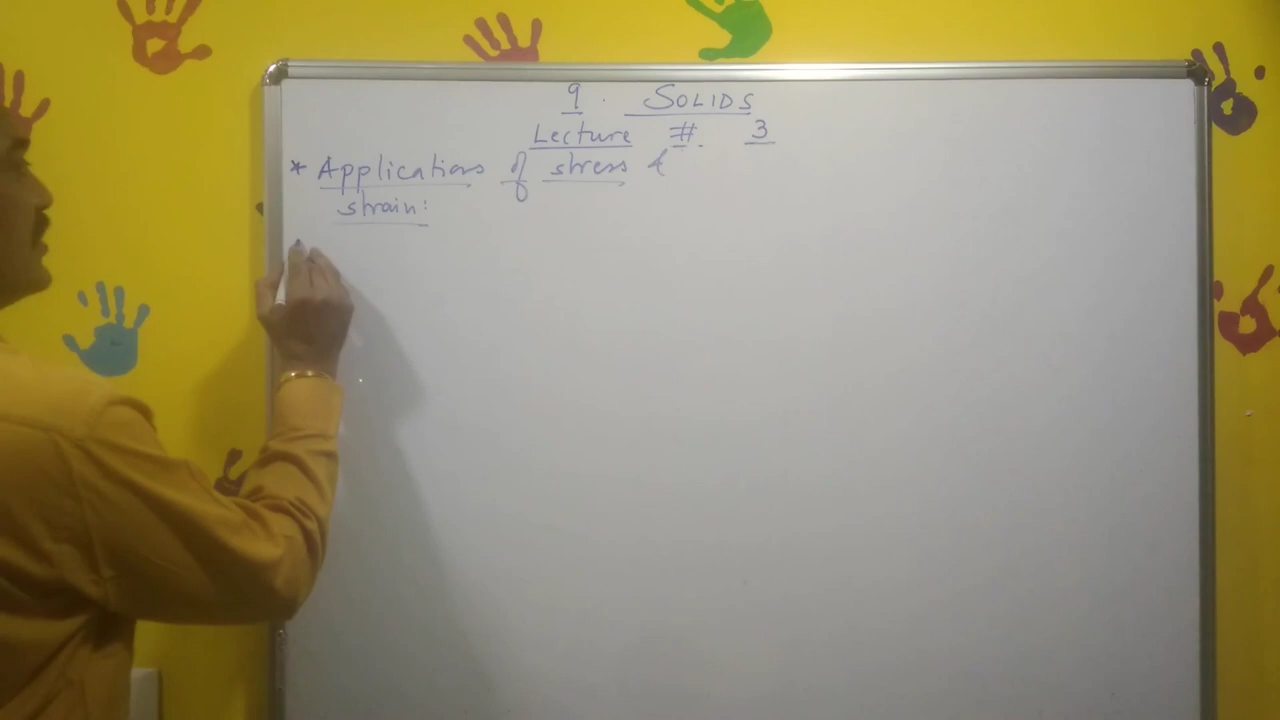 9. SOLIDS
Lecture #. 3
* Applications of stress &
strain: